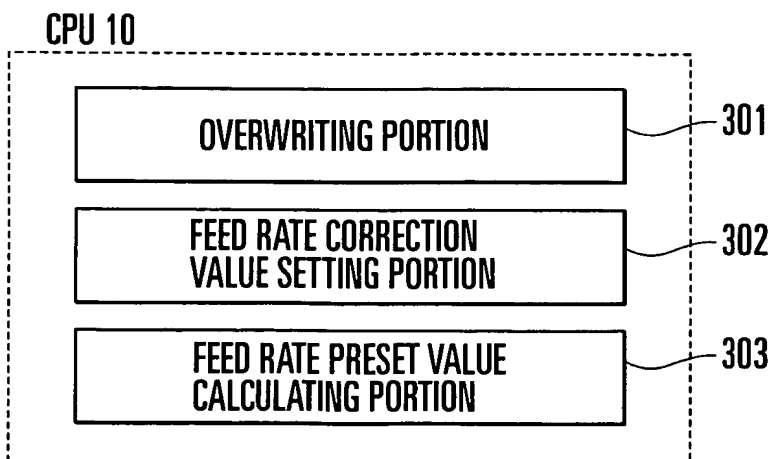 CPU 10
OVERWRITING PORTION
301
FEED RATE CORRECTION
VALUE SETTING PORTION
302
FEED RATE PRESET VALUE
CALCULATING PORTION
303